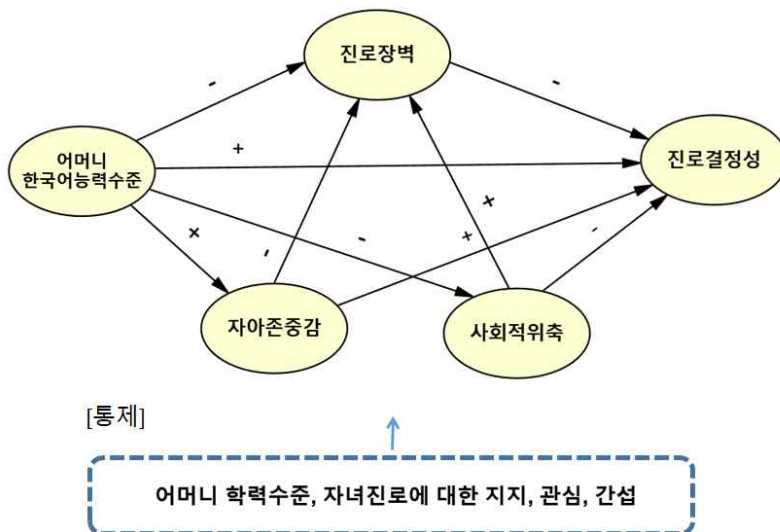 진로장벽
-
-
어머니
한국어능력수준
+
진로결정성
+
-
-
+
+
-
자아존중감
사회적위축
[통제]
어머니 학력수준, 자녀진로에 대한 지지, 관심, 간섭